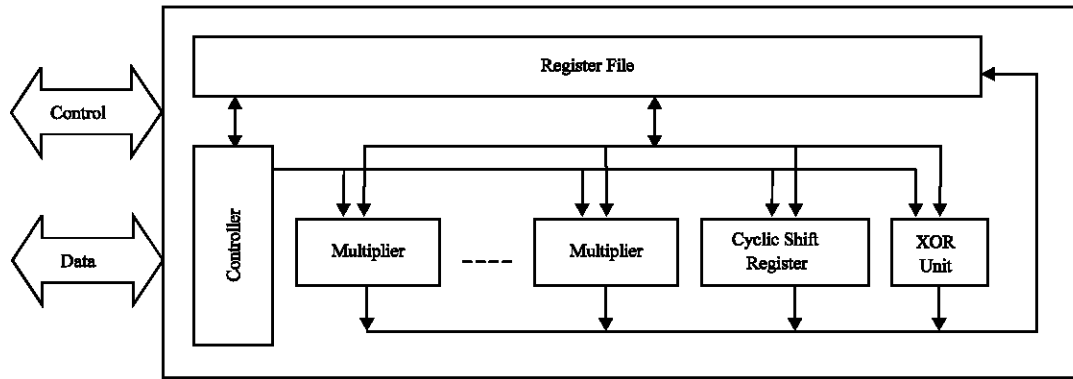 Register File
Control
Controller
Data
Multiplier
Multiplier
Cyclic Shift
Register
XOR
Unit